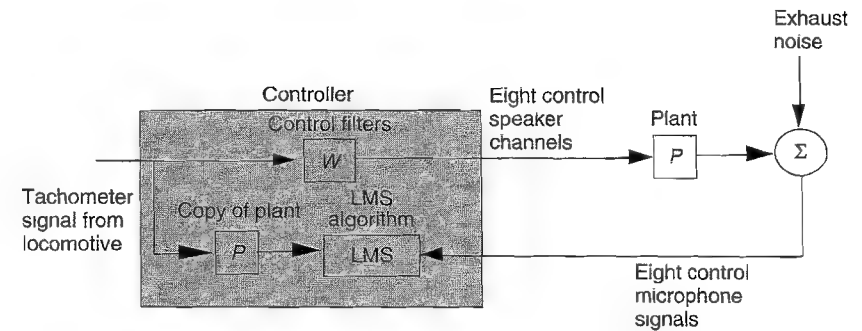 Exhaust
noise
Controller
Control filters
Eight control
speaker
channels
Plant
W
P
Σ
Tachometer
signal from
locomotive
Copy of plant
LMS
algorithm
P
LMS
Eight control
microphone
signals